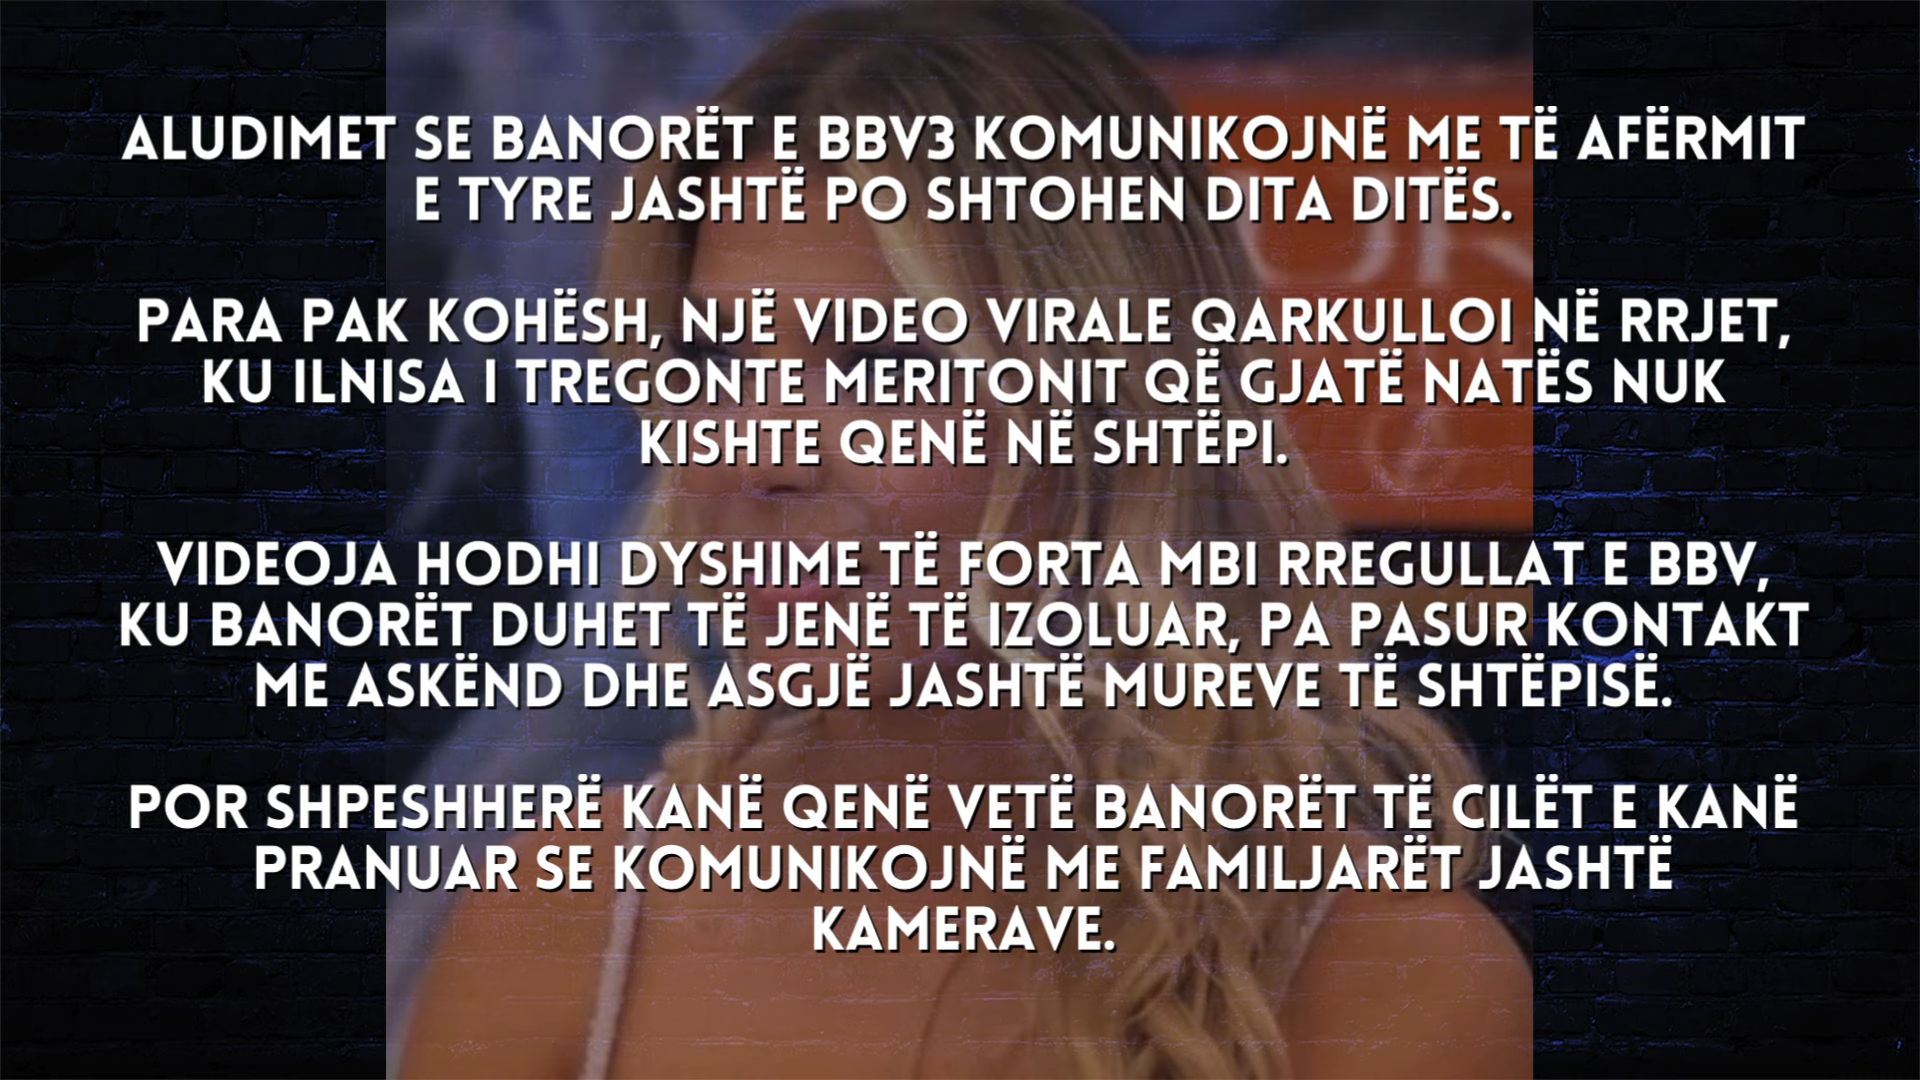 ALUDIMET SE BANORËT E BBV3 KOMUNIKOJNË ME TË AFËRMIT
E TYRE JASHTË PO SHTOHEN DITA DITËS.
PARA PAK KOHËSH, NJË VIDEO VIRALE QARKULLOI NË RRJET,
KU ILNISA I TREGONTE MERITONIT QË GJATË NATËS NUK
KISHTE QENË NË SHTËPI.
VIDEOJA HODHI DYSHIME TË FORTA MBI RREGULLAT E BBV,
KU BANORËT DUHET TË JENË TË IZOLUAR, PA PASUR KONTAKT
ME ASKËND DHE ASGJË JASHTË MUREVE TË SHTËPISË.
POR SHPESHHERË KANË QENË VETË BANORËT TË CILËT E KANË
PRANUAR SE KOMUNIKOJNË ME FAMILJARËT JASHTË
KAMERAVE.